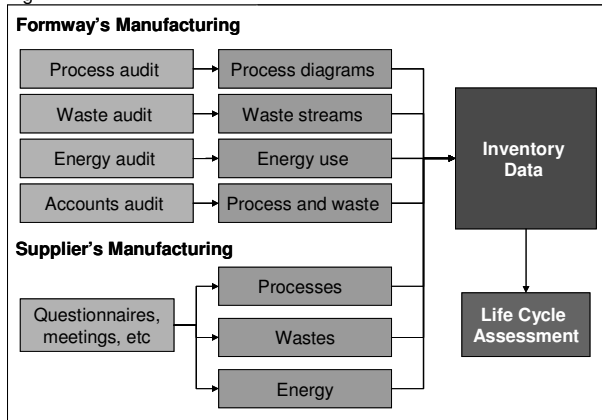 Formway's Manufacturing
Process audit
Process diagrams
Waste audit
Waste streams
Energy audit
Energy use
Accounts audit
Process and waste
Inventory
Data
Supplier's Manufacturing
Questionnaires,
meetings, etc
Processes
Wastes
Energy
Life Cycle
Assessment